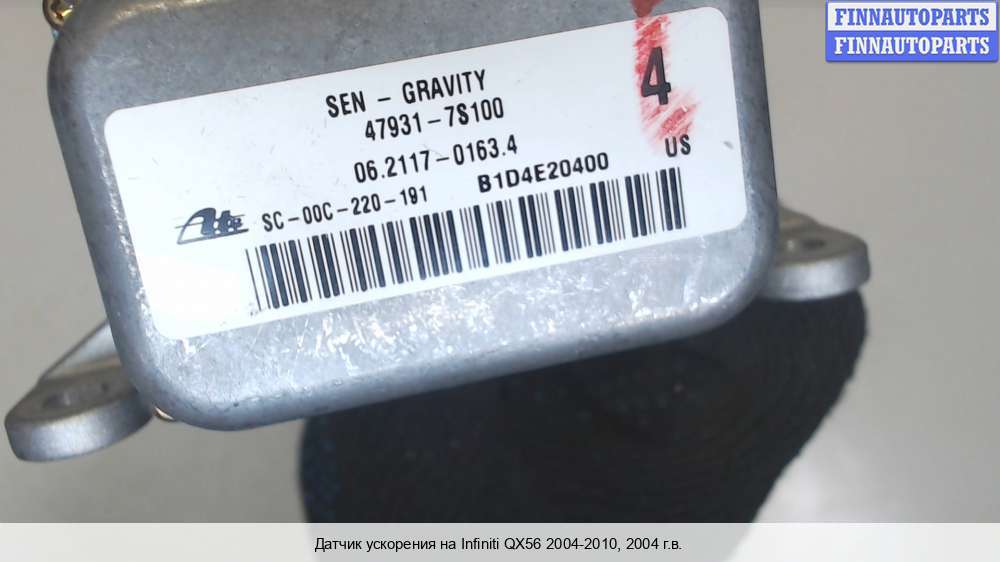 FINNAUTOPARTS
FINNAUTOPARTS
4
SEN - GRAVITY
47931-7S100
06.2117-0163.4
US
Ate SC-00C-220-191 B1D4E20400
Датчик ускорения на Infiniti QX56 2004-2010, 2004 г.в.